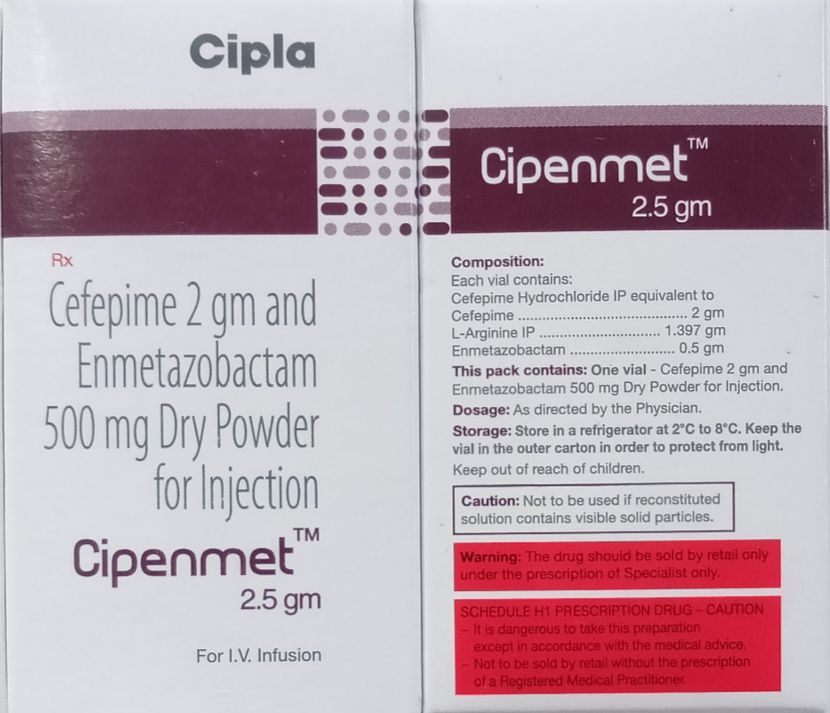 Cipla
Rx
Cefepime 2 gm and
Enmetazobactam
500 mg Dry Powder
for Injection
Cipenmet™
2.5 gm
For I.V. Infusion
Cipenmet™
2.5 gm
Composition:
Each vial contains:
Cefepime Hydrochloride IP equivalent to
Cefepime ........................................ 2 gm
L-Arginine IP ............................. 1.397 gm
Enmetazobactam ......................... 0.5 gm
This pack contains: One vial - Cefepime 2 gm and
Enmetazobactam 500 mg Dry Powder for Injection.
Dosage: As directed by the Physician.
Storage: Store in a refrigerator at 2°C to 8°C. Keep the
vial in the outer carton in order to protect from light.
Keep out of reach of children.
Caution: Not to be used if reconstituted
solution contains visible solid particles.
Warning: The drug should be sold by retail only
under the prescription of Specialist only.
SCHEDULE H1 PRESCRIPTION DRUG – CAUTION
– It is dangerous to take this preparation
except in accordance with the medical advice.
– Not to be sold by retail without the prescription
of a Registered Medical Practitioner.